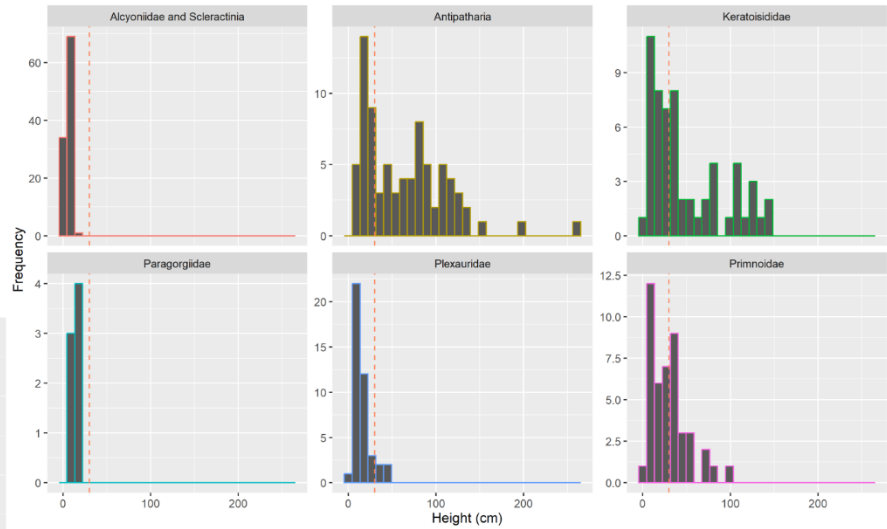 Alcyoniidae and Scleractinia
Antipatharia
Keratoisididae
60
40
20
0
10
5
0
9
6
3
0
Frequency
Paragorgiidae
Plexauridae
Primnoidae
4
3
2
1
0
20
15
10
5
0
12.5
10.0
7.5
5.0
2.5
0.0
0 100 200
0 100 200
0 100 200
Height (cm)